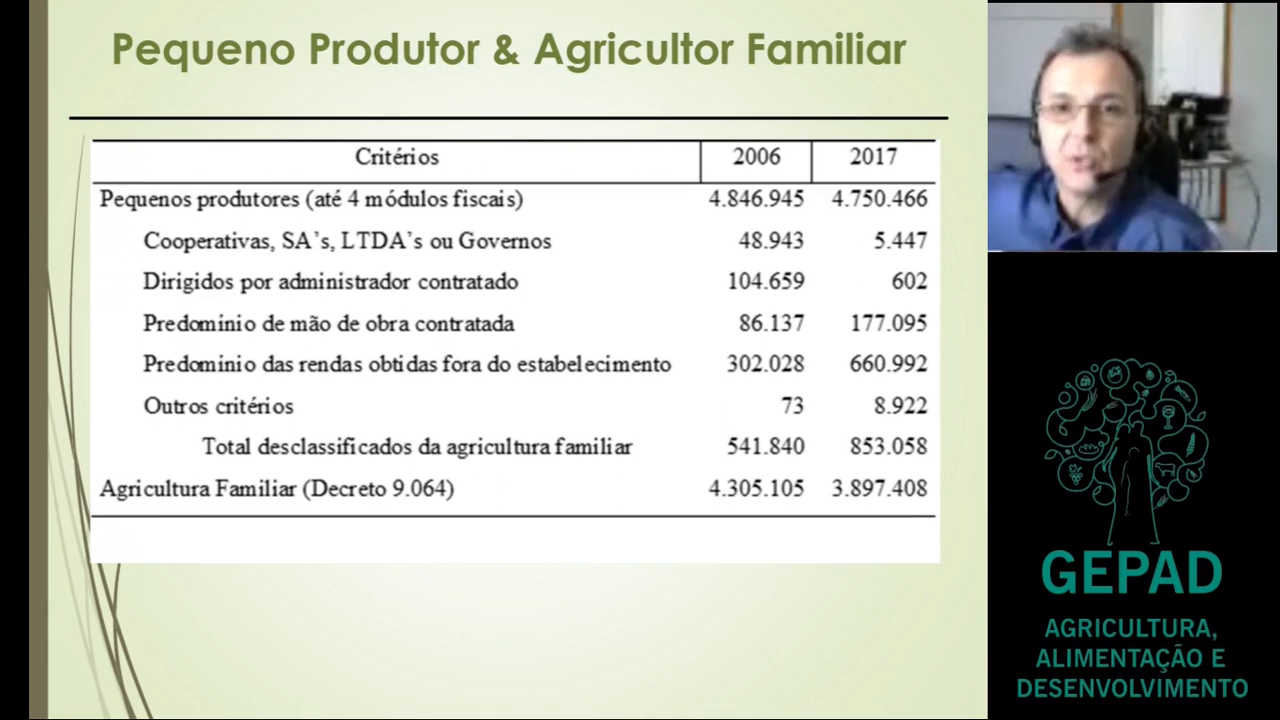 Pequeno Produtor & Agricultor Familiar
Critérios 2006 2017
Pequenos produtores (até 4 módulos fiscais) 4.846.945 4.750.466
Cooperativas, SA's, LTDA's ou Governos 48.943 5.447
Dirigidos por administrador contratado 104.659 602
Predominio de mão de obra contratada 86.137 177.095
Predominio das rendas obtidas fora do estabelecimento 302.028 660.992
Outros critérios 73 8.922
Total desclassificados da agricultura familiar 541.840 853.058
Agricultura Familiar (Decreto 9.064) 4.305.105 3.897.408
GEPAD
AGRICULTURA,
ALIMENTAÇÃO E
DESENVOLVIMENTO